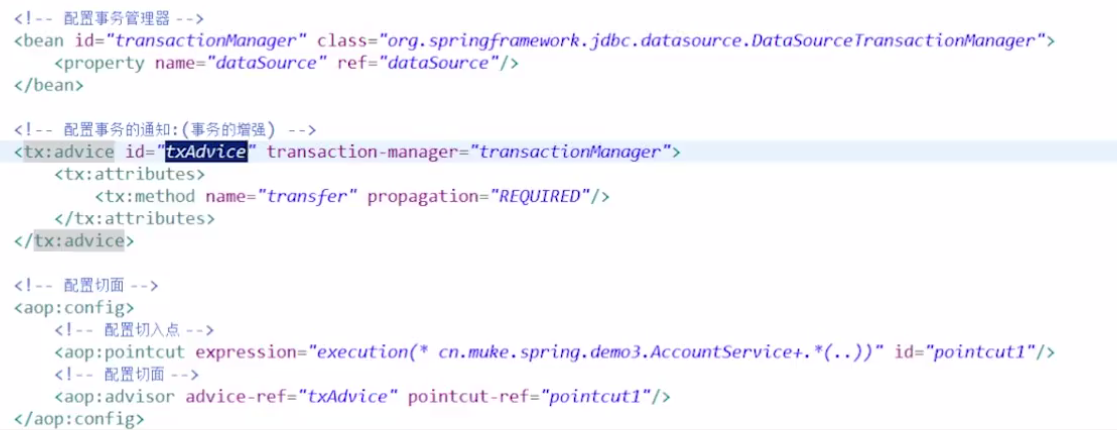 <!-- 配置事务管理器 -->
<bean id="transactionManager" class="org.springframework.jdbc.datasource.DataSourceTransactionManager">
    <property name="dataSource" ref="dataSource"/>
</bean>
<!-- 配置事务的通知:(事务的增强) -->
<tx:advice id="txAdvice" transaction-manager="transactionManager">
    <tx:attributes>
        <tx:method name="transfer" propagation="REQUIRED"/>
    </tx:attributes>
</tx:advice>
<!-- 配置切面 -->
<aop:config>
    <!-- 配置切入点 -->
    <aop:pointcut expression="execution(* cn.muke.spring.demo3.AccountService+.*(..))" id="pointcut1"/>
    <!-- 配置切面 -->
    <aop:advisor advice-ref="txAdvice" pointcut-ref="pointcut1"/>
</aop:config>